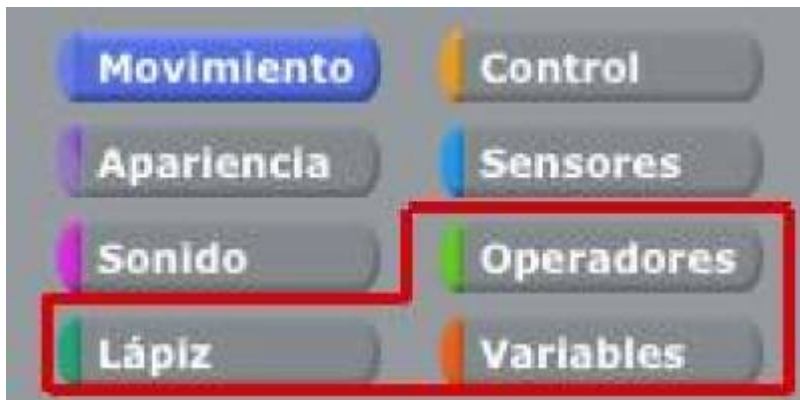 Movimiento Control
Apariencia Sensores
Sonido Operadores
Lápiz Variables